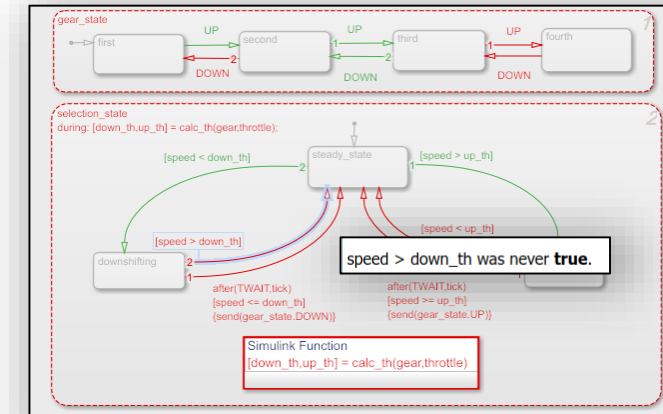 gear_state
1
first
UP
second
UP
third
UP
fourth
2
1
2
1
DOWN
DOWN
DOWN
selection_state
2
during: [down_th,up_th] = calc_th(gear,throttle);
[speed < down_th]
steady_state
[speed > up_th]
2
1
[speed > down_th]
[speed < up_th]
speed > down_th was never true.
downshifting
2
1
after(TWAIT,tick)
[speed <= down_th]
{send(gear_state.DOWN)}
after(TWAIT,tick)
[speed >= up_th]
{send(gear_state.UP)}
Simulink Function
[down_th,up_th] = calc_th(gear,throttle)